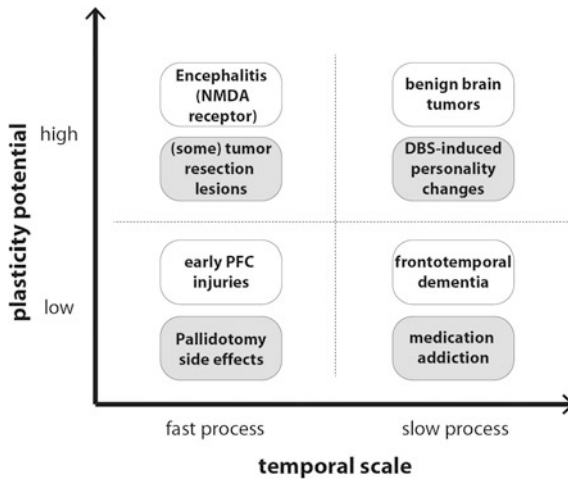 Encephalitis
(NMDA
receptor)
benign brain
tumors
high
(some) tumor
resection
lesions
DBS-induced
personality
changes
plasticity potential
early PFC
injuries
frontotemporal
dementia
low
Pallidotomy
side effects
medication
addiction
fast process
slow process
temporal scale